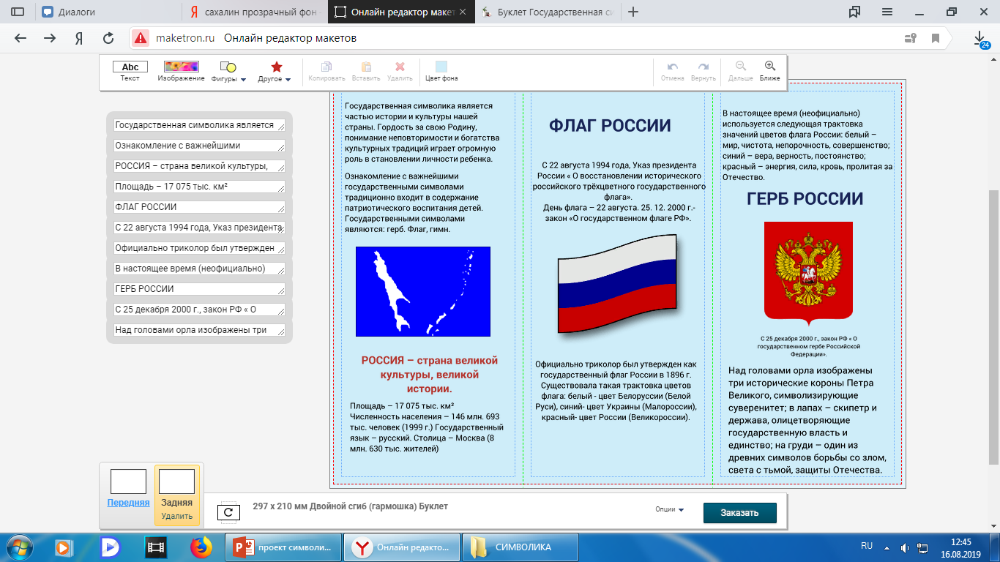 Диалоги
сахалин прозрачный фон -
Онлайн редактор макет
Буклет Государственная си
maketron.ru Онлайн редактор макетов
24
Abc
Текст
Изображение
Фигуры
Другое
Копировать
Вставить
Удалить
Цвет фона
Отмена
Вернуть
Дальше
Ближе
Государственная символика является
Ознакомление с важнейшими
РОССИЯ – страна великой культуры,
Площадь – 17 075 тыс. км²
ФЛАГ РОССИИ
С 22 августа 1994 года, Указ президента
Официально триколор был утвержден
В настоящее время (неофициально)
ГЕРБ РОССИИ
С 25 декабря 2000 г., закон РФ « О
Над головами орла изображены три
Государственная символика является
частью истории и культуры нашей
страны. Гордость за свою Родину,
понимание неповторимости и богатства
культурных традиций играет огромную
роль в становлении личности ребенка.
Ознакомление с важнейшими
государственными символами
традиционно входит в содержание
патриотического воспитания детей.
Государственными символами
являются: герб. Флаг, гимн.
РОССИЯ – страна великой
культуры, великой
истории.
Площадь – 17 075 тыс. км²
Численность населения – 146 млн. 693
тыс. человек (1999 г.) Государственный
язык – русский. Столица – Москва (8
млн. 630 тыс. жителей)
ФЛАГ РОССИИ
С 22 августа 1994 года, Указ президента
России « О восстановлении исторического
российского трёхцветного государственного
флага».
День флага – 22 августа. 25. 12. 2000 г.-
закон «О государственном флаге РФ».
Официально триколор был утвержден как
государственный флаг России в 1896 г.
Существовала такая трактовка цветов
флага: белый - цвет Белоруссии (Белой
Руси), синий- цвет Украины (Малороссии),
красный- цвет России (Великороссии).
В настоящее время (неофициально)
используется следующая трактовка
значений цветов флага России: белый –
мир, чистота, непорочность, совершенство;
синий – вера, верность, постоянство;
красный – энергия, сила, кровь, пролитая за
Отечество.
ГЕРБ РОССИИ
С 25 декабря 2000 г., закон РФ « О
государственном гербе Российской
Федерации».
Над головами орла изображены
три исторические короны Петра
Великого, символизирующие
суверенитет; в лапах – скипетр и
держава, олицетворяющие
государственную власть и
единство; на груди – один из
древних символов борьбы со злом,
света с тьмой, защиты Отечества.
Передняя
Задняя
Удалить
297 x 210 мм Двойной сгиб (гармошка) Буклет
Опции
Заказать
проект символи...
Онлайн редакто...
СИМВОЛИКА
RU
12:45
16.08.2019